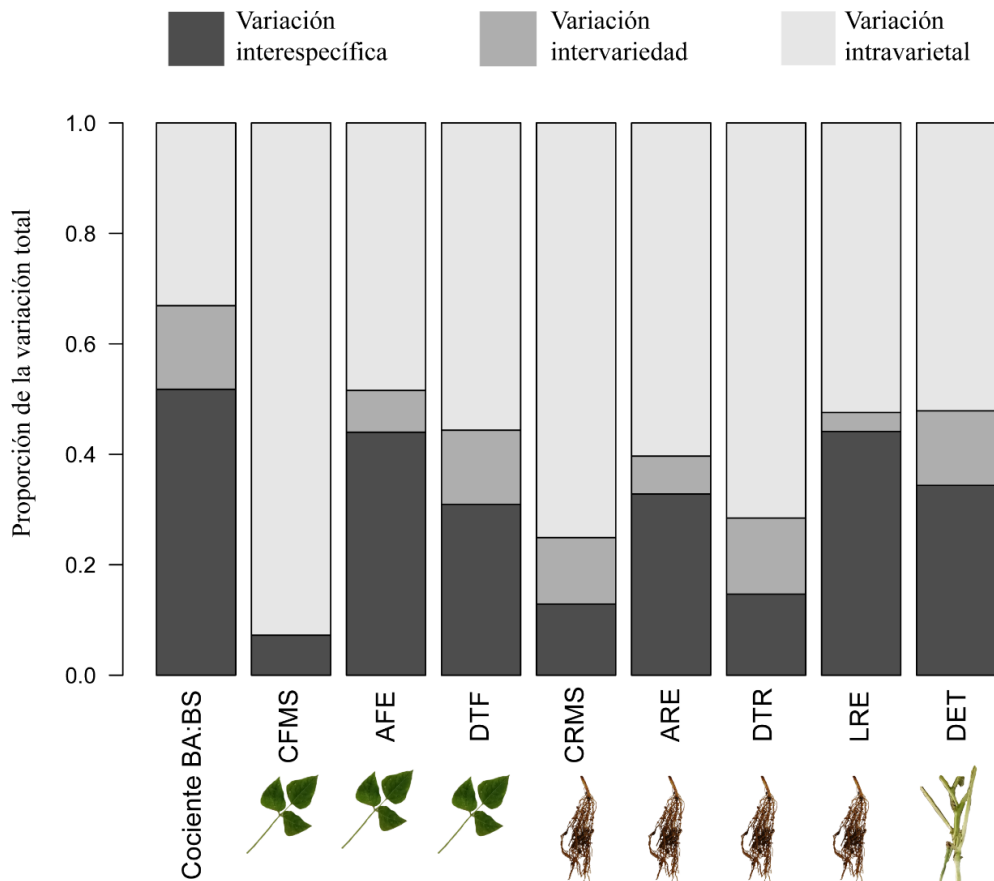 Variación
interespecífica
Variación
intervariedad
Variación
intravarietal
Proporción de la variación total
1.0
0.8
0.6
0.4
0.2
0.0
Cociente BA:BS
CFMS
AFE
DTF
CRMS
ARE
DTR
LRE
DET